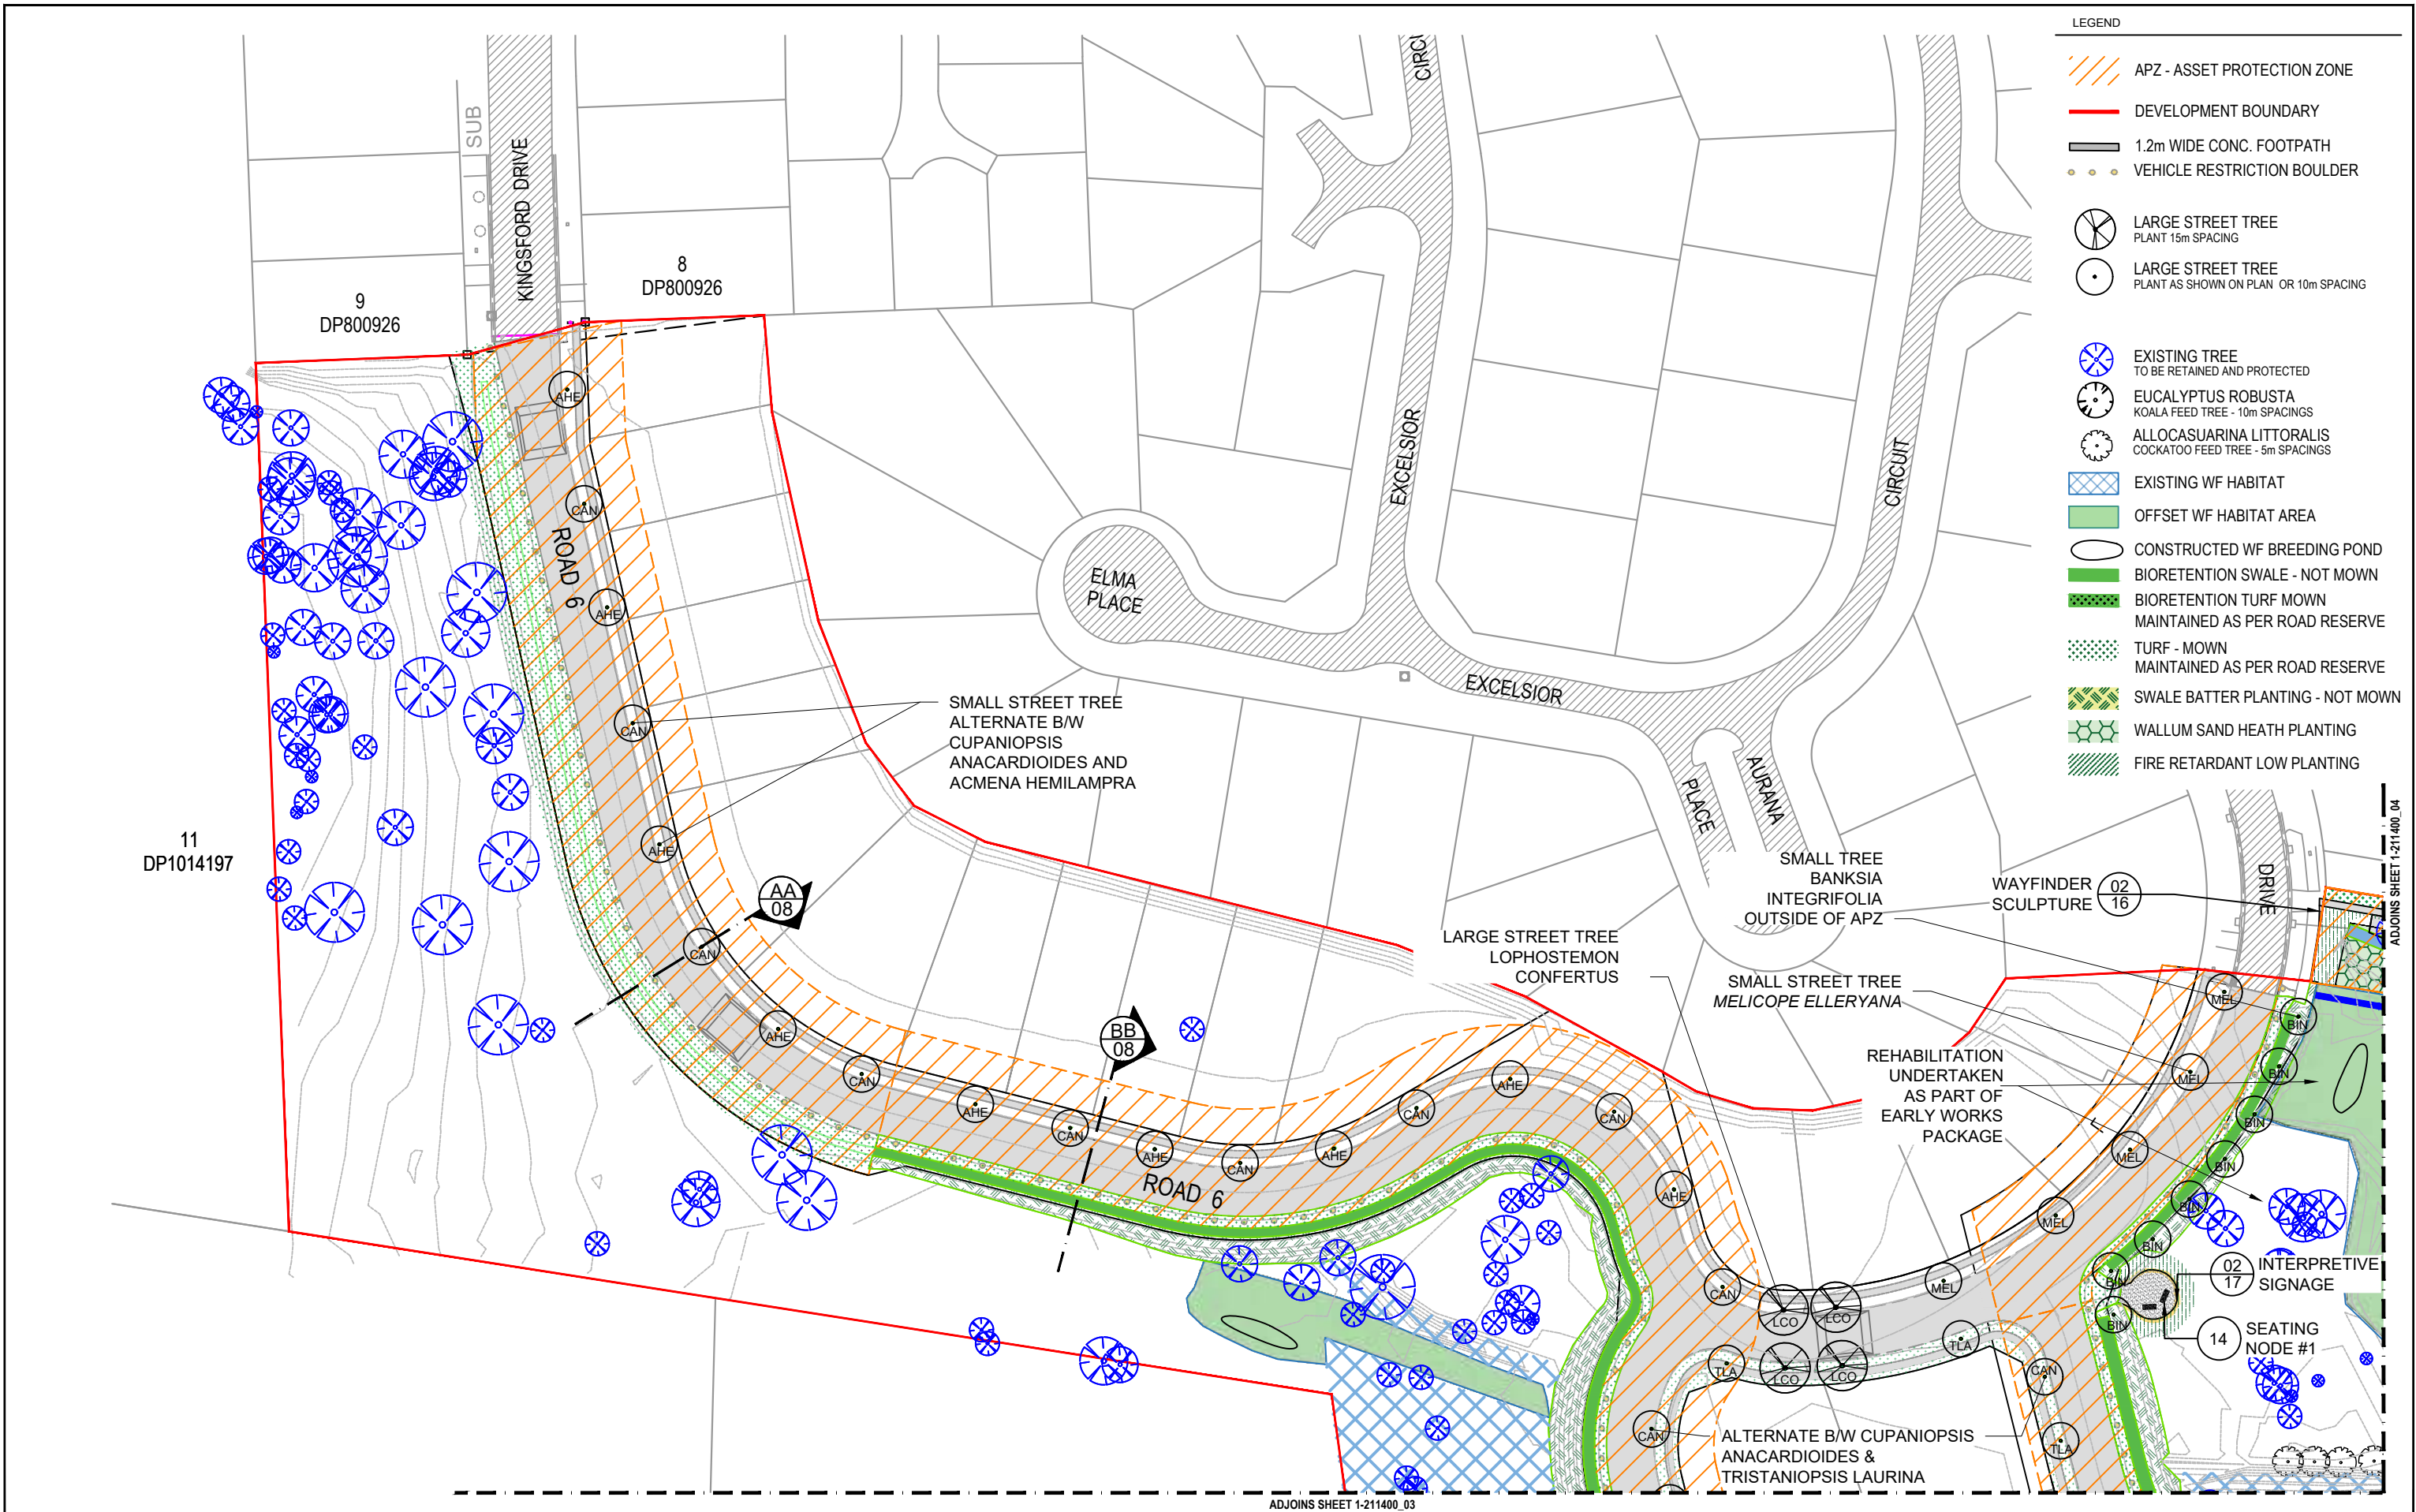 LEGEND
APZ - ASSET PROTECTION ZONE
DEVELOPMENT BOUNDARY
1.2m WIDE CONC. FOOTPATH
VEHICLE RESTRICTION BOULDER
LARGE STREET TREE
PLANT 15m SPACING
LARGE STREET TREE
PLANT AS SHOWN ON PLAN OR 10m SPACING
EXISTING TREE
TO BE RETAINED AND PROTECTED
EUCALYPTUS ROBUSTA
KOALA FEED TREE - 10m SPACINGS
ALLOCASUARINA LITTORALIS
COCKATOO FEED TREE - 5m SPACINGS
EXISTING WF HABITAT
OFFSET WF HABITAT AREA
CONSTRUCTED WF BREEDING POND
BIORETENTION SWALE - NOT MOWN
BIORETENTION TURF MOWN
MAINTAINED AS PER ROAD RESERVE
TURF - MOWN
MAINTAINED AS PER ROAD RESERVE
SWALE BATTER PLANTING - NOT MOWN
WALLUM SAND HEATH PLANTING
FIRE RETARDANT LOW PLANTING
SUB
KINGSFORD DRIVE
CIRCU
8
DP800926
9
DP800926
11
DP1014197
EXCELSIOR
CIRCUIT
ELMA
PLACE
EXCELSIOR
PLACE
AURANA
DRIVE
ROAD 6
AHE
CAN
AHE
CAN
AHE
CAN
AHE
CAN
AHE
CAN
AHE
CAN
AHE
CAN
AHE
CAN
AHE
CAN
ROAD 6
SMALL STREET TREE
ALTERNATE B/W
CUPANIOPSIS
ANACARDIOIDES AND
ACMENA HEMILAMPRA
AA
08
BB
08
SMALL TREE
BANKSIA
INTEGRIFOLIA
OUTSIDE OF APZ
WAYFINDER
SCULPTURE
02
16
LARGE STREET TREE
LOPHOSTEMON
CONFERTUS
SMALL STREET TREE
MELICOPE ELLERYANA
REHABILITATION
UNDERTAKEN
AS PART OF
EARLY WORKS
PACKAGE
MEL
MEL
MEL
MEL
MEL
BIN
BIN
BIN
BIN
BIN
BIN
BIN
BIN
LCO
LCO
LCO
LCO
TLA
TLA
CAN
CAN
TLA
02
17
INTERPRETIVE
SIGNAGE
14
SEATING
NODE #1
ALTERNATE B/W CUPANIOPSIS
ANACARDIOIDES &
TRISTANIOPSIS LAURINA
ADJOINS SHEET 1-211400_04
ADJOINS SHEET 1-211400_03